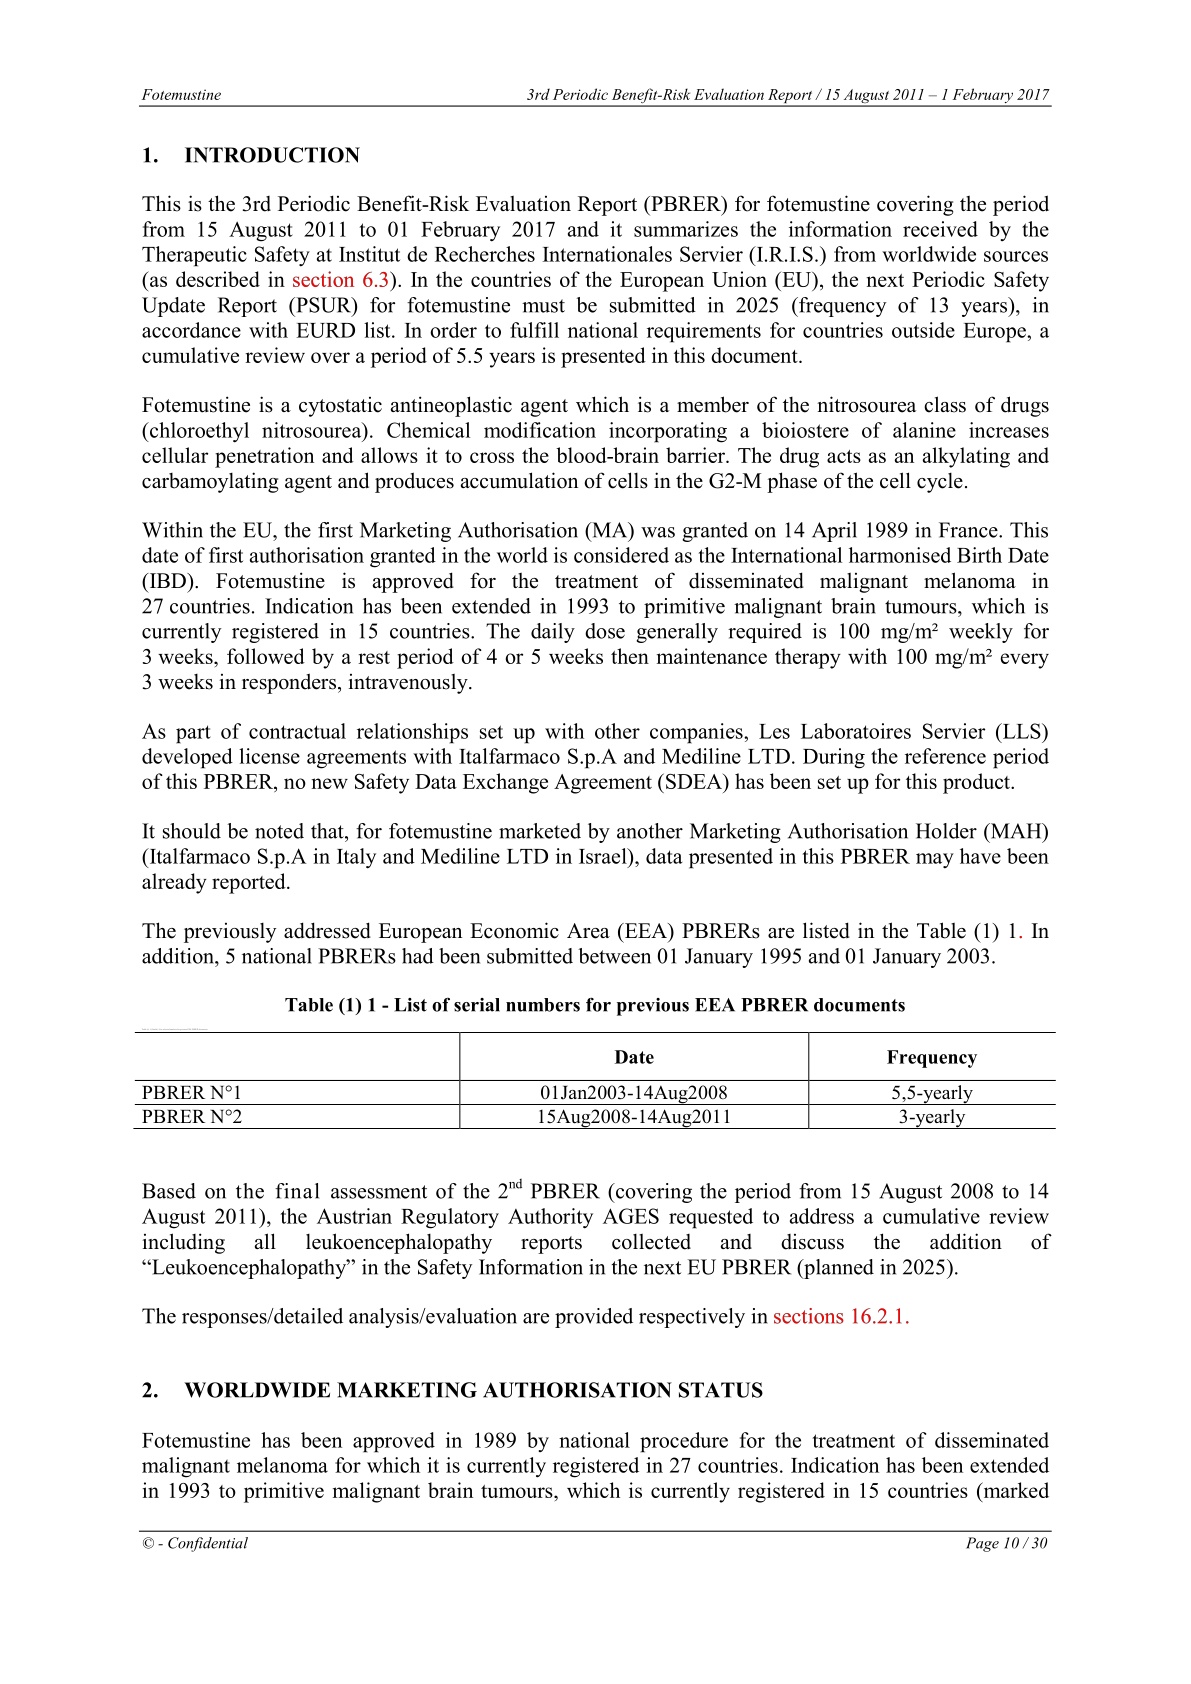 Fotemustine 3rd Periodic Benefit-Risk Evaluation Report / 15 August 2011 – 1 February 2017
1. INTRODUCTION
This is the 3rd Periodic Benefit-Risk Evaluation Report (PBRER) for fotemustine covering the period
from 15 August 2011 to 01 February 2017 and it summarizes the information received by the
Therapeutic Safety at Institut de Recherches Internationales Servier (I.R.I.S.) from worldwide sources
(as described in section 6.3). In the countries of the European Union (EU), the next Periodic Safety
Update Report (PSUR) for fotemustine must be submitted in 2025 (frequency of 13 years), in
accordance with EURD list. In order to fulfill national requirements for countries outside Europe, a
cumulative review over a period of 5.5 years is presented in this document.
Fotemustine is a cytostatic antineoplastic agent which is a member of the nitrosourea class of drugs
(chloroethyl nitrosourea). Chemical modification incorporating a bioiostere of alanine increases
cellular penetration and allows it to cross the blood-brain barrier. The drug acts as an alkylating and
carbamoylating agent and produces accumulation of cells in the G2-M phase of the cell cycle.
Within the EU, the first Marketing Authorisation (MA) was granted on 14 April 1989 in France. This
date of first authorisation granted in the world is considered as the International harmonised Birth Date
(IBD). Fotemustine is approved for the treatment of disseminated malignant melanoma in
27 countries. Indication has been extended in 1993 to primitive malignant brain tumours, which is
currently registered in 15 countries. The daily dose generally required is 100 mg/m² weekly for
3 weeks, followed by a rest period of 4 or 5 weeks then maintenance therapy with 100 mg/m² every
3 weeks in responders, intravenously.
As part of contractual relationships set up with other companies, Les Laboratoires Servier (LLS)
developed license agreements with Italfarmaco S.p.A and Mediline LTD. During the reference period
of this PBRER, no new Safety Data Exchange Agreement (SDEA) has been set up for this product.
It should be noted that, for fotemustine marketed by another Marketing Authorisation Holder (MAH)
(Italfarmaco S.p.A in Italy and Mediline LTD in Israel), data presented in this PBRER may have been
already reported.
The previously addressed European Economic Area (EEA) PBRERs are listed in the Table (1) 1. In
addition, 5 national PBRERs had been submitted between 01 January 1995 and 01 January 2003.
Table (1) 1 - List of serial numbers for previous EEA PBRER documents
Date Frequency
PBRER N°1 01Jan2003-14Aug2008 5,5-yearly
PBRER N°2 15Aug2008-14Aug2011 3-yearly
Based on the final assessment of the 2nd PBRER (covering the period from 15 August 2008 to 14
August 2011), the Austrian Regulatory Authority AGES requested to address a cumulative review
including all leukoencephalopathy reports collected and discuss the addition of
“Leukoencephalopathy” in the Safety Information in the next EU PBRER (planned in 2025).
The responses/detailed analysis/evaluation are provided respectively in sections 16.2.1.
2. WORLDWIDE MARKETING AUTHORISATION STATUS
Fotemustine has been approved in 1989 by national procedure for the treatment of disseminated
malignant melanoma for which it is currently registered in 27 countries. Indication has been extended
in 1993 to primitive malignant brain tumours, which is currently registered in 15 countries (marked
© - Confidential Page 10 / 30